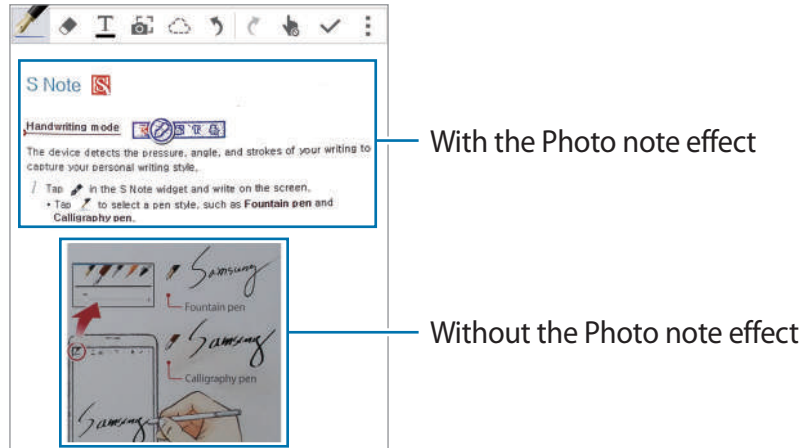 T
S Note S
Handwriting mode
The device detects the pressure, angle, and strokes of your writing to
capture your personal writing style.
1 Tap in the S Note widget and write on the screen.
• Tap to select a pen style, such as Fountain pen and
Calligraphy pen.
With the Photo note effect
Samsung
Fountain pen
Samsung
Calligraphy pen
Samsung
Without the Photo note effect